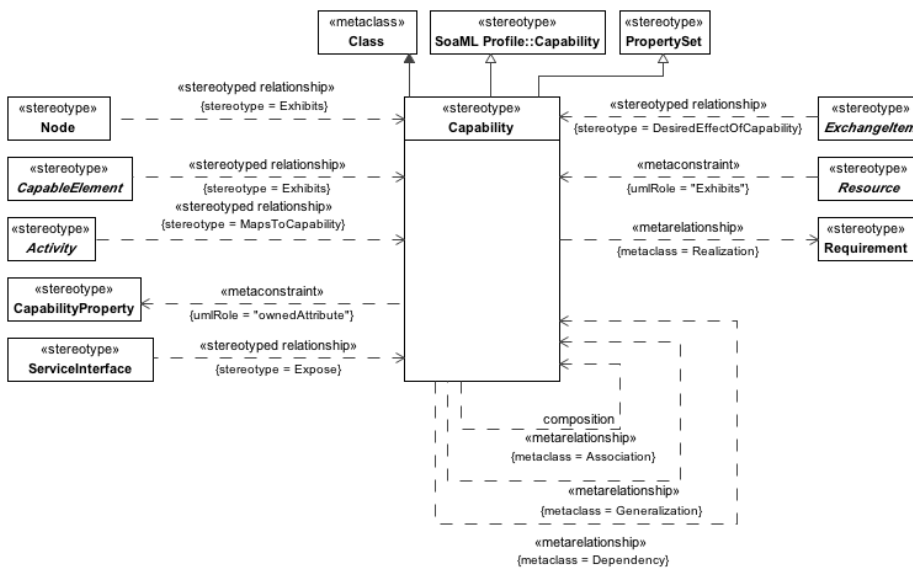 «metaclass»
Class
«stereotype»
SoaML Profile::Capability
«stereotype»
PropertySet
«stereotype»
Node
«stereotyped relationship»
{stereotype = Exhibits}
«stereotype»
Capability
«stereotyped relationship»
{stereotype = DesiredEffectOfCapability}
«stereotype»
ExchangeItem
«stereotype»
CapableElement
«stereotyped relationship»
{stereotype = Exhibits}
«metaconstraint»
{umlRole = "Exhibits"}
«stereotype»
Resource
«stereotype»
Activity
«stereotyped relationship»
{stereotype = MapsToCapability}
«metarelationship»
{metaclass = Realization}
«stereotype»
Requirement
«stereotype»
CapabilityProperty
«metaconstraint»
{umlRole = "ownedAttribute"}
«stereotype»
ServiceInterface
«stereotyped relationship»
{stereotype = Expose}
composition
«metarelationship»
{metaclass = Association}
«metarelationship»
{metaclass = Generalization}
«metarelationship»
{metaclass = Dependency}